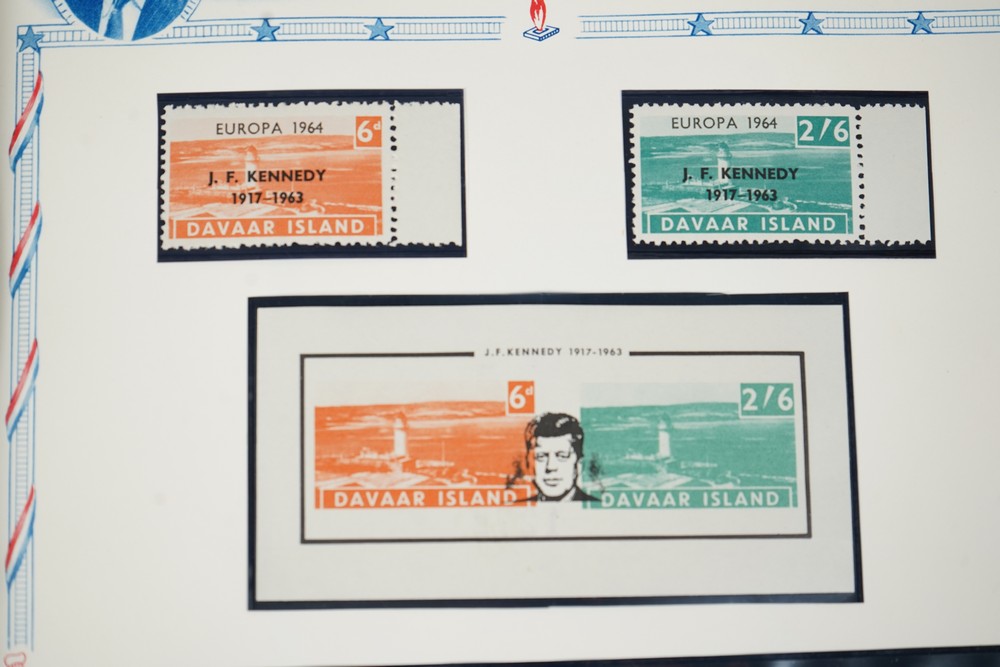 EUROPA 1964
6d
J. F. KENNEDY
1917-1963
DAVAAR ISLAND
EUROPA 1964
2/6
J. F. KENNEDY
1917-1963
DAVAAR ISLAND
J.F. KENNEDY 1917-1963
6d
2/6
DAVAAR ISLAND
DAVAAR ISLAND